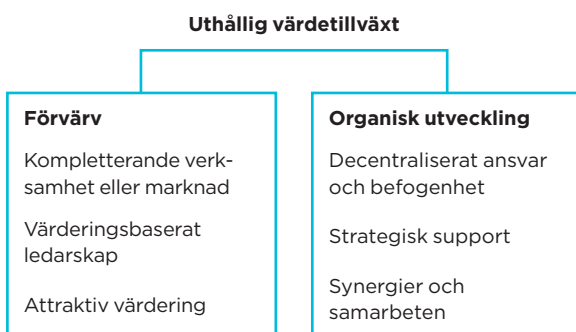 Uthållig värdetillväxt
Förvärv
Kompletterande verk-
samhet eller marknad
Värderingsbaserat
ledarskap
Attraktiv värdering
Organisk utveckling
Decentraliserat ansvar
och befogenhet
Strategisk support
Synergier och
samarbeten